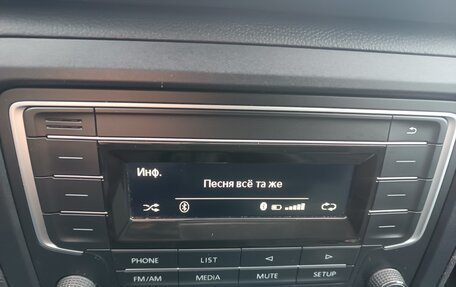 Инф.
Песня всё та же
PHONE LIST ◁ ▷
FM/AM MEDIA MUTE SETUP